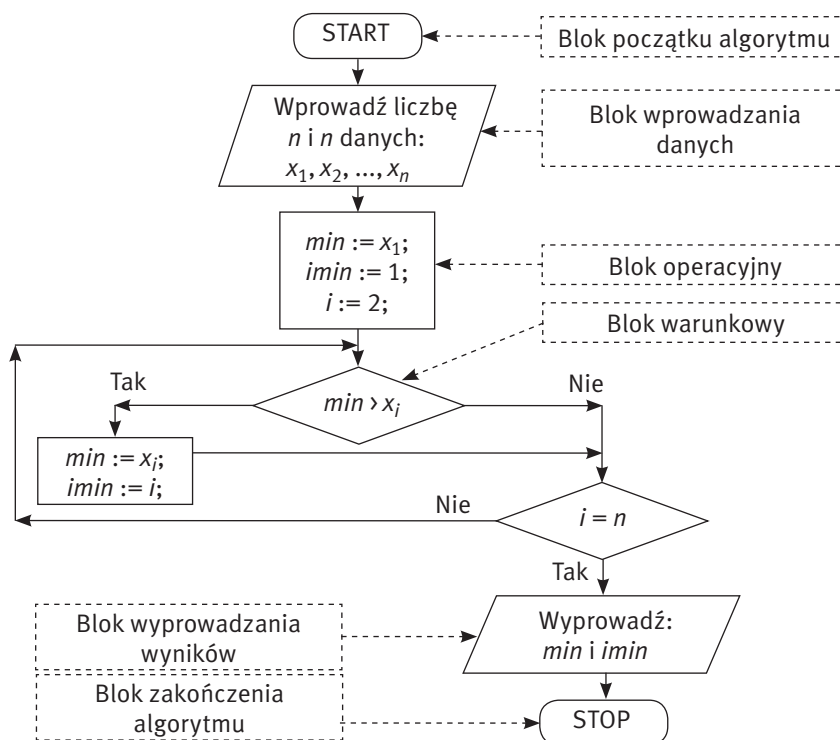 START
Blok początku algorytmu
Wprowadź liczbę
n i n danych:
x₁, x₂, ..., xₙ
Blok wprowadzania
danych
min := x₁;
imin := 1;
i := 2;
Blok operacyjny
Blok warunkowy
Tak
min > xᵢ
Nie
min := xᵢ;
imin := i;
Nie
i = n
Tak
Blok wyprowadzania
wyników
Wyprowadź:
min i imin
Blok zakończenia
algorytmu
STOP